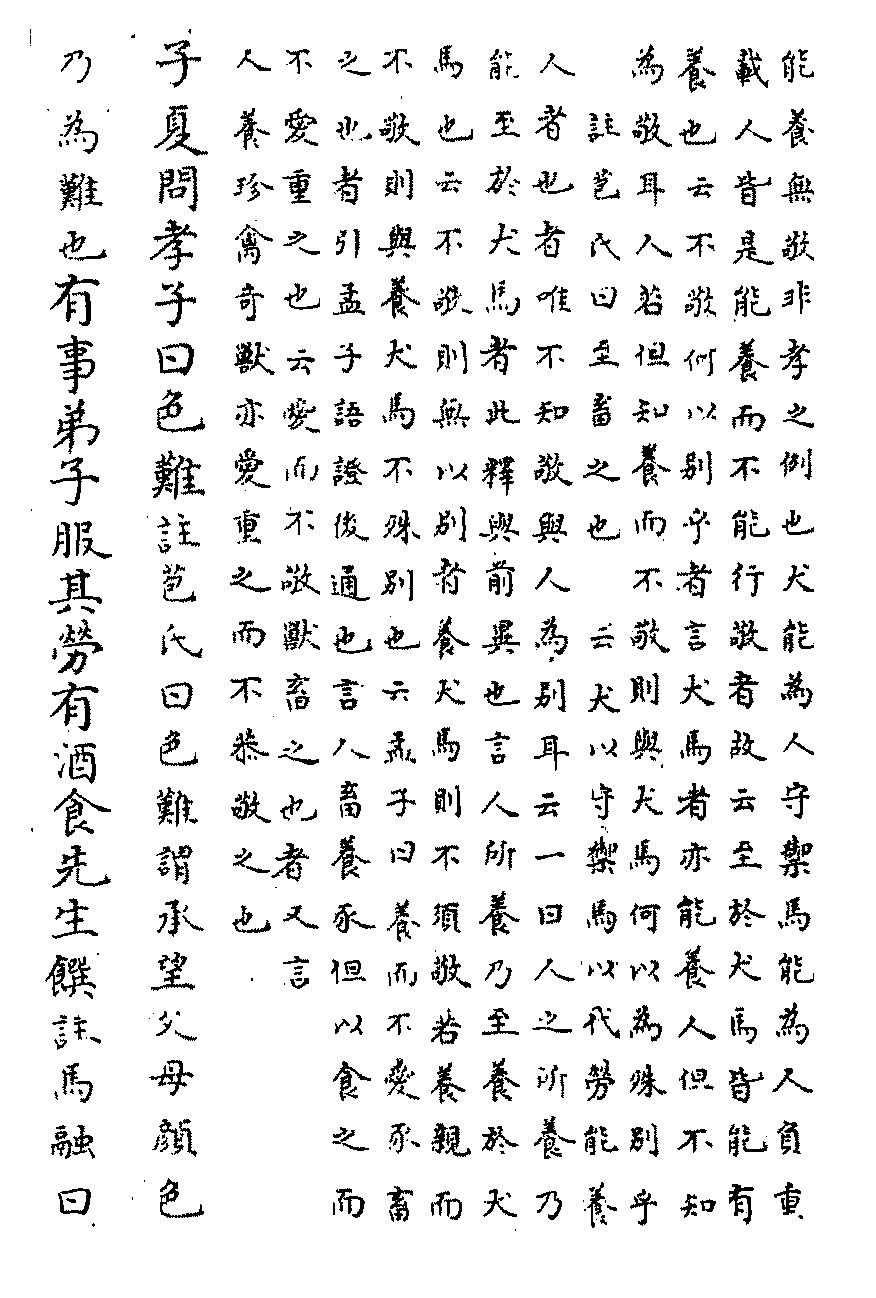 能養無敬非孝之例也犬能為人守禦馬能為人負重
載人皆是能養而不能行敬者故云至於犬馬皆能有
養也云不敬何以別乎者言犬馬者亦能養人但不知
為敬耳人若但知養而不敬則與犬馬何以為殊別乎
註苞氏曰至畜之也　云犬以守禦馬以代勞能養
人者也者唯不知敬與人為別耳云一曰人之所養乃
能至於犬馬者此釋與前異也言人所養乃至養於犬
馬也云不敬則無以別者養犬馬則不須敬若養親而
不敬則與養犬馬不殊別也云孟子曰養而不愛豕畜
之也者引孟子語證後通也言人畜養豕但以食之而
不愛重之也云愛而不敬獸畜之也者又言
人養珍禽奇獸亦愛重之而不恭敬之也
子夏問孝子曰色難註苞氏曰色難謂承望父母顏色
乃為難也有事弟子服其勞有酒食先生饌註馬融曰